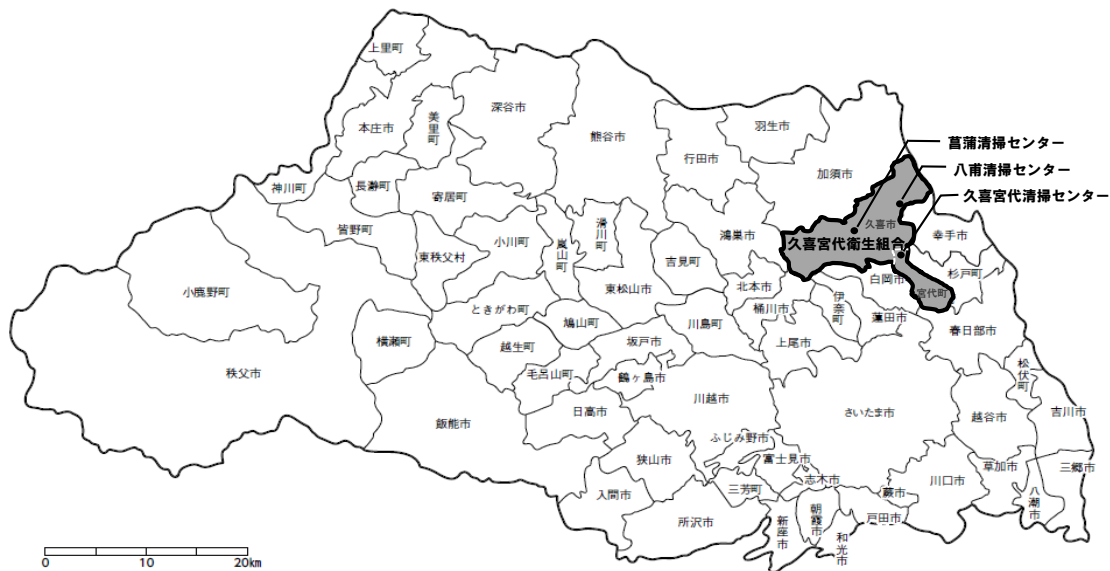 上里町
深谷市
美里町
本庄市
熊谷市
羽生市
行田市
加須市
菖蒲清掃センター
八甫清掃センター
久喜宮代清掃センター
神川町
長瀞町
寄居町
皆野町
東秩父村
小川町
嵐山町
滑川町
吉見町
鴻巣市
久喜市
久喜宮代衛生組合
幸手市
杉戸町
白岡市
宮代町
小鹿野町
ときがわ町
東松山市
北本市
桶川市
伊奈町
蓮田市
春日部市
横瀬町
鳩山町
川島町
越生町
坂戸市
上尾市
松伏町
秩父市
毛呂山町
鶴ヶ島市
川越市
飯能市
日高市
さいたま市
越谷市
吉川市
ふじみ野市
狭山市
富士見市
入間市
三芳町
志木市
川口市
草加市
三郷市
蕨市
八潮市
所沢市
新座市
朝霞市
和光市
戸田市
0 10 20km